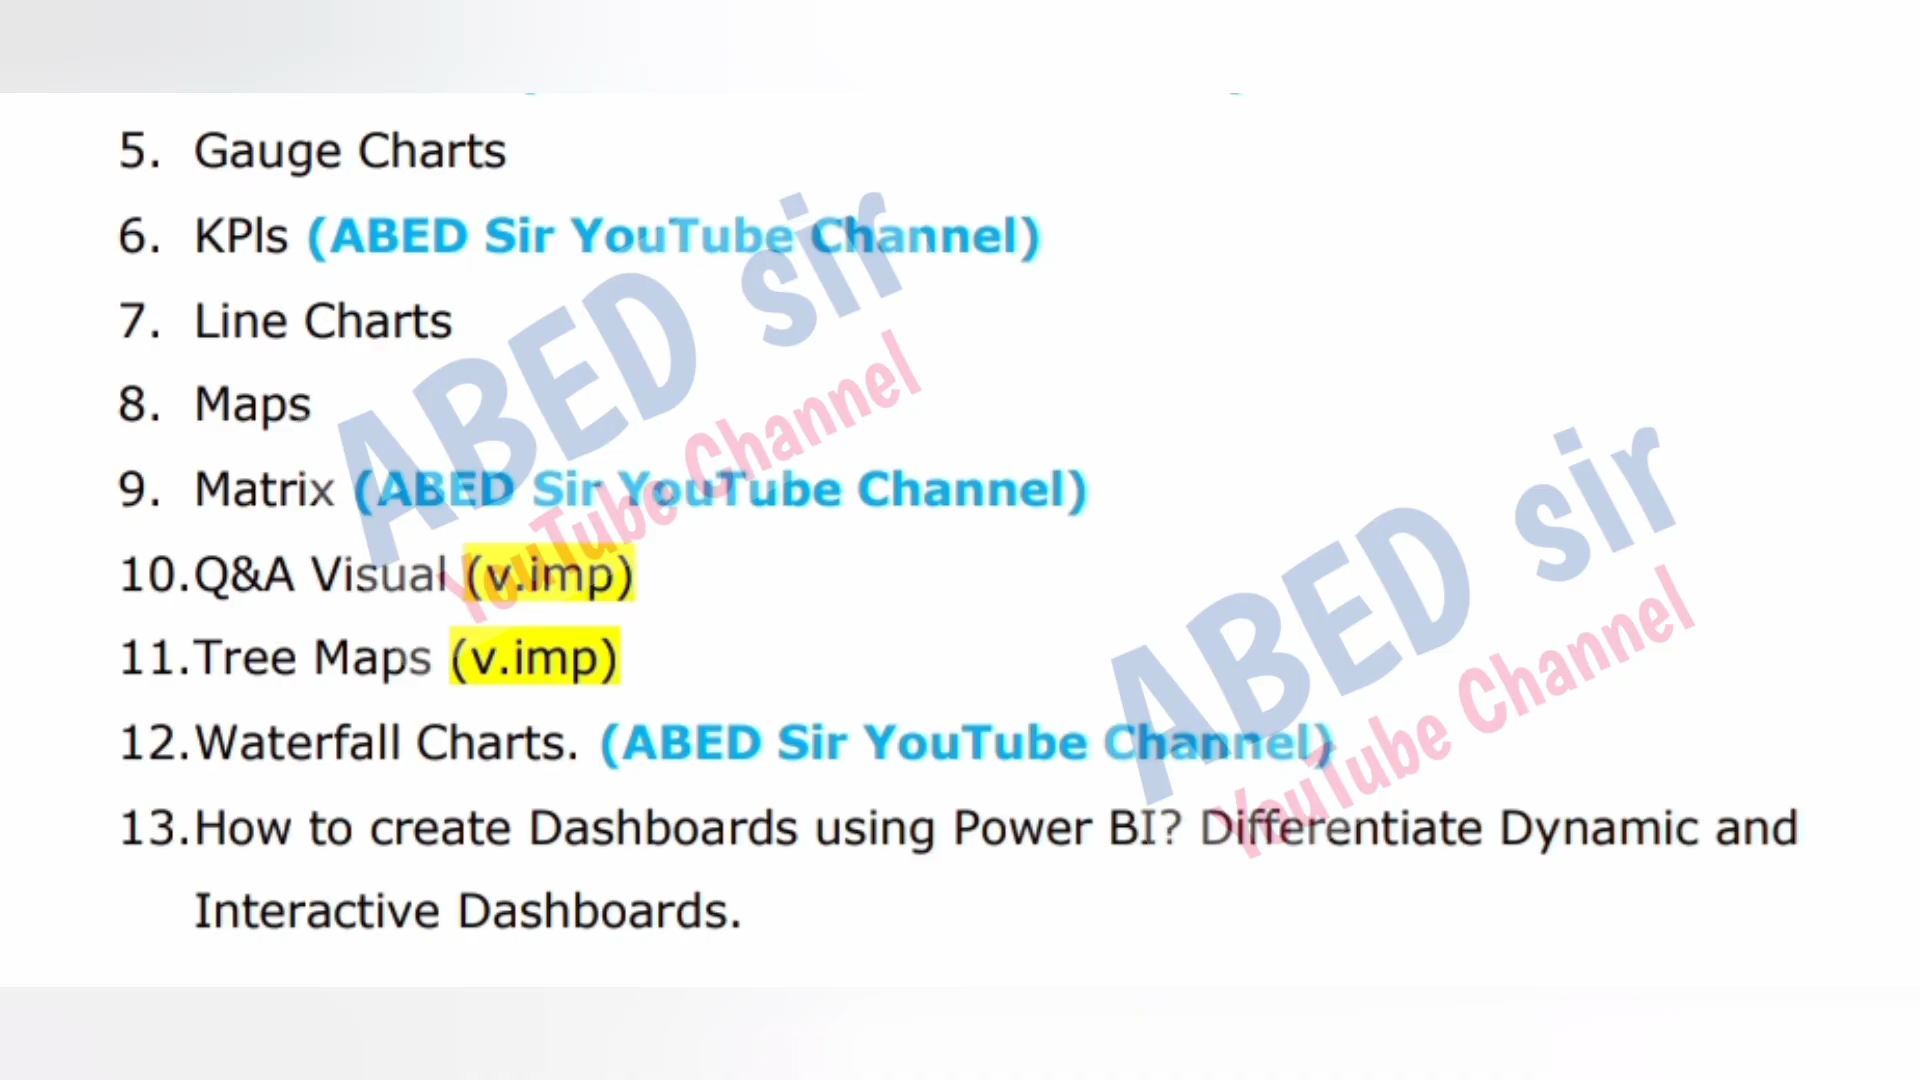 5. Gauge Charts
6. KPls (ABED Sir YouTube Channel)
7. Line Charts
8. Maps
9. Matrix (ABED Sir YouTube Channel)
10.Q&A Visual (v.imp)
11.Tree Maps (v.imp)
12.Waterfall Charts. (ABED Sir YouTube Channel)
13.How to create Dashboards using Power BI? Differentiate Dynamic and
Interactive Dashboards.
ABED sir
YouTube Channel
ABED sir
YouTube Channel